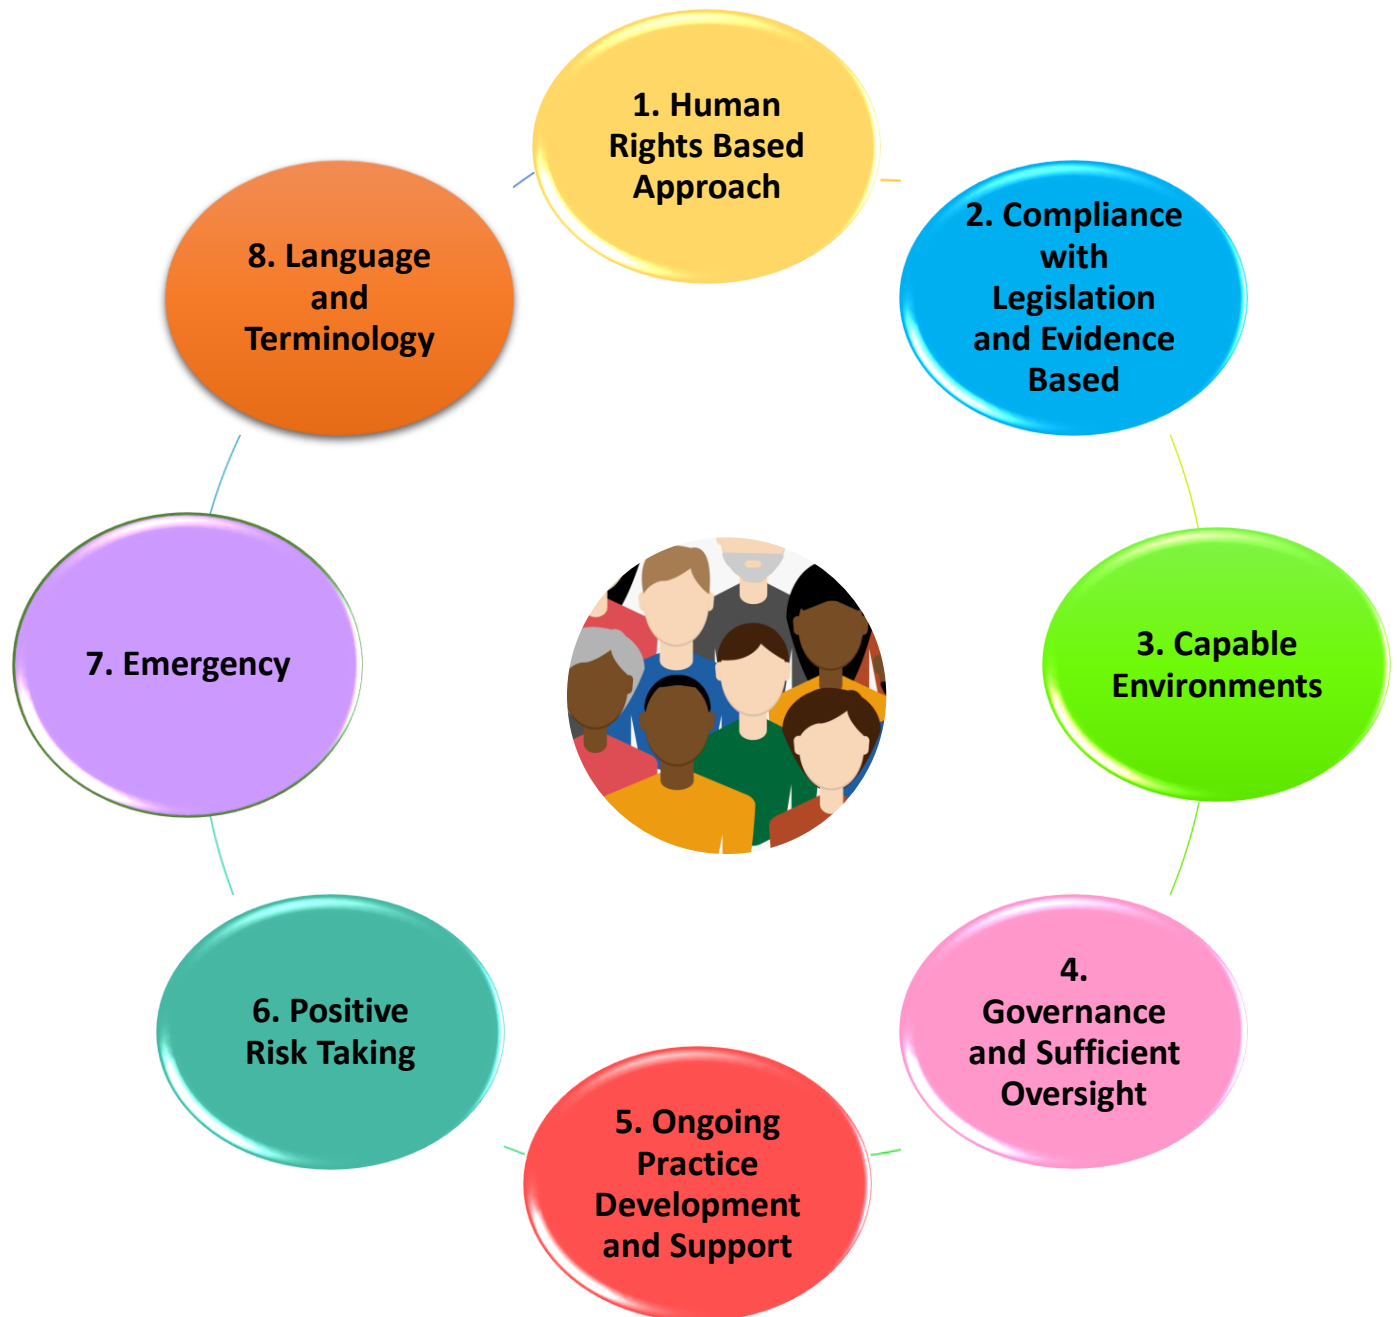 1. Human
Rights Based
Approach
2. Compliance
with
Legislation
and Evidence
Based
3. Capable
Environments
4.
Governance
and Sufficient
Oversight
5. Ongoing
Practice
Development
and Support
6. Positive
Risk Taking
7. Emergency
8. Language
and
Terminology